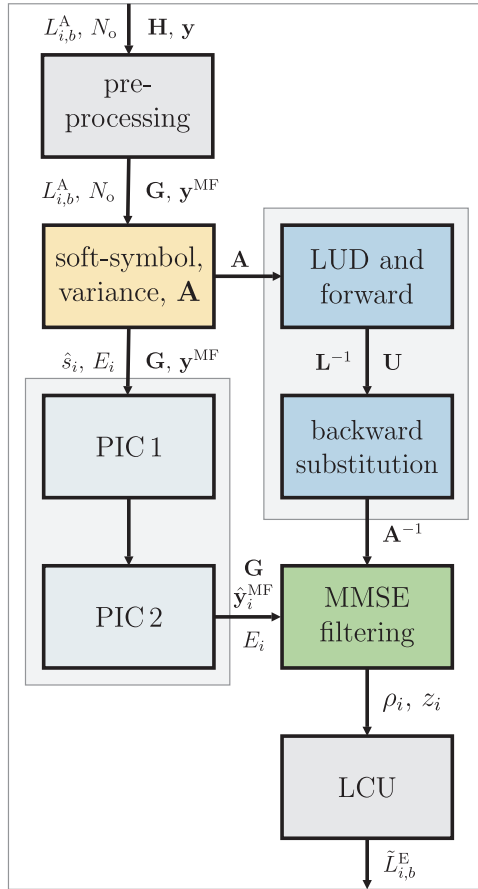 L^A_{i,b}, N_o  H, y
pre-
processing
L^A_{i,b}, N_o  G, y^MF
soft-symbol,
variance, A
A
LUD and
forward
ŝ_i, E_i  G, y^MF
L^{-1}  U
PIC 1
backward
substitution
A^{-1}
PIC 2
G
ŷ^MF_i
E_i
MMSE
filtering
ρ_i, z_i
LCU
L̃^E_{i,b}